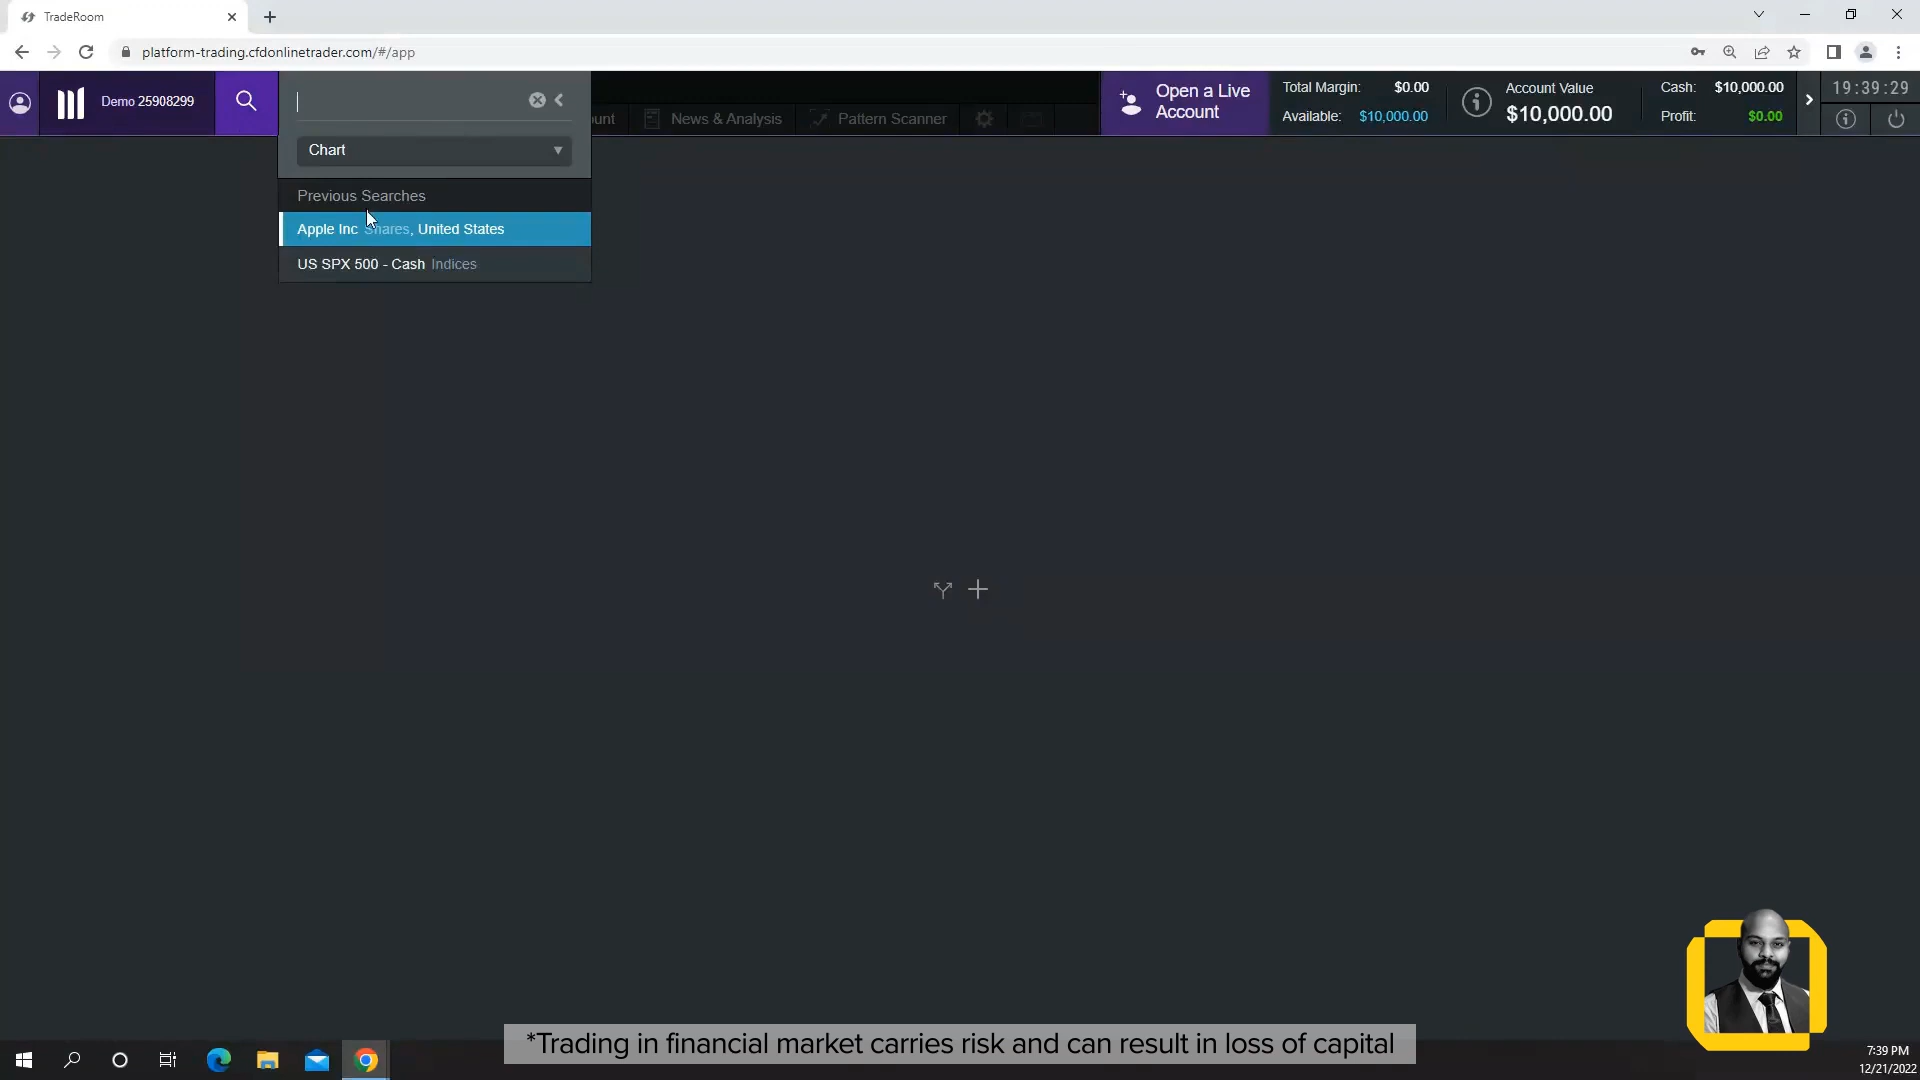 TradeRoom
platform-trading.cfdonlinetrader.com/#/app
Demo 25908299
Chart
Previous Searches
Apple Inc Shares, United States
US SPX 500 - Cash Indices
unt
News & Analysis
Pattern Scanner
Open a Live
Account
Total Margin: $0.00
Available: $10,000.00
Account Value
$10,000.00
Cash: $10,000.00
Profit: $0.00
19:39:29
*Trading in financial market carries risk and can result in loss of capital
7:39 PM
12/21/2022